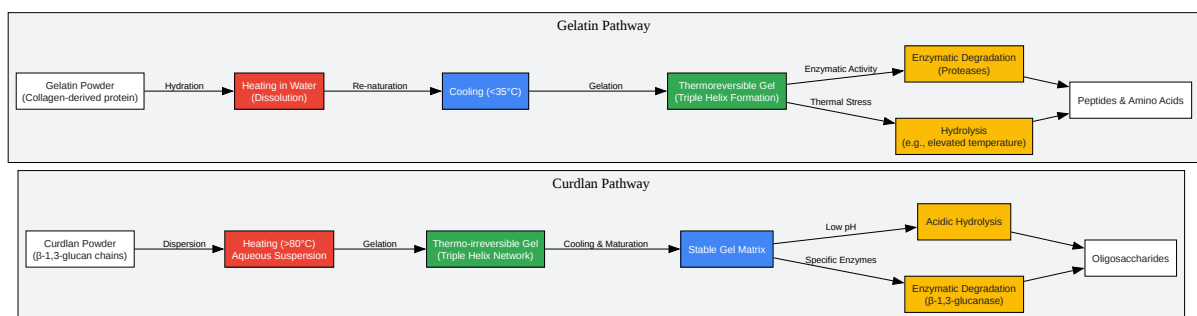 Gelatin Pathway
Gelatin Powder
(Collagen-derived protein)
Hydration
Heating in Water
(Dissolution)
Re-naturation
Cooling (<35°C)
Gelation
Thermoreversible Gel
(Triple Helix Formation)
Enzymatic Activity
Thermal Stress
Enzymatic Degradation
(Proteases)
Hydrolysis
(e.g., elevated temperature)
Peptides & Amino Acids
Curdlan Pathway
Curdlan Powder
(β-1,3-glucan chains)
Dispersion
Heating (>80°C)
Aqueous Suspension
Gelation
Thermo-irreversible Gel
(Triple Helix Network)
Cooling & Maturation
Stable Gel Matrix
Low pH
Specific Enzymes
Acidic Hydrolysis
Enzymatic Degradation
(β-1,3-glucanase)
Oligosaccharides